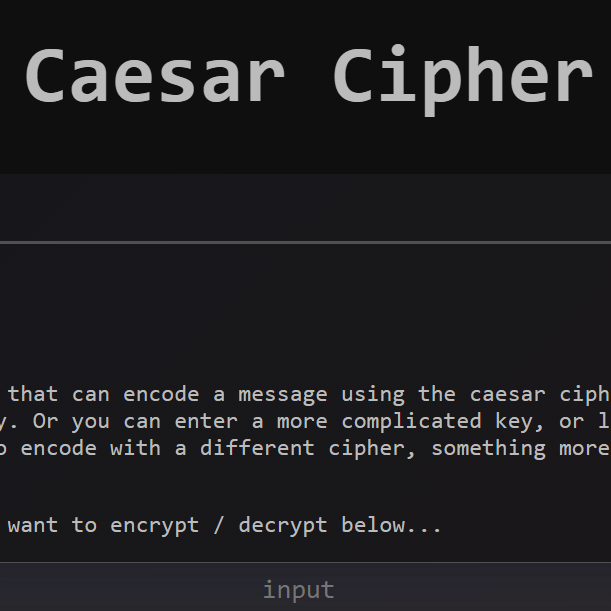 Caesar Cipher
that can encode a message using the caesar
Or you can enter a more complicated key, or
encode with a different cipher, something more
want to encrypt / decrypt below...
input